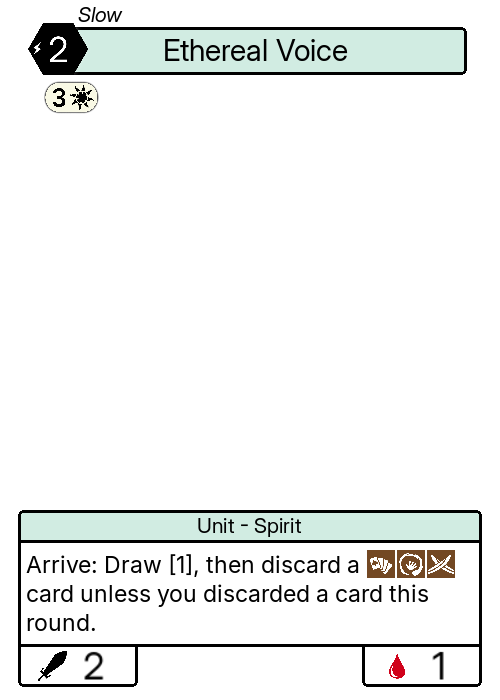 Slow
2
Ethereal Voice
3
Unit - Spirit
Arrive: Draw [1], then discard a
card unless you discarded a card this
round.
2
1